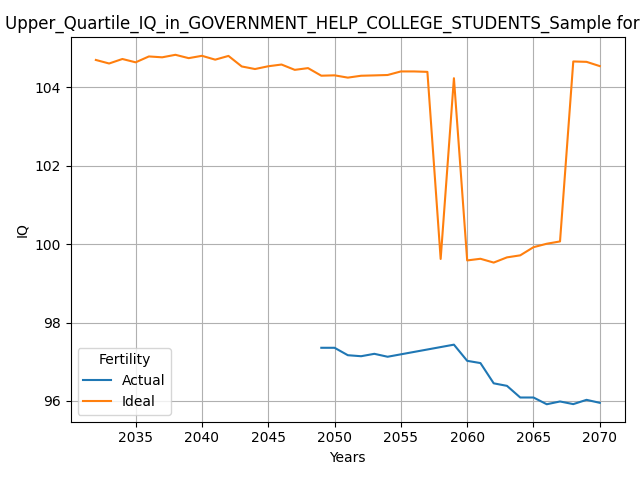 Upper_Quartile_IQ_in_GOVERNMENT_HELP_COLLEGE_STUDENTS_Sample for
104
102
100
98
96
IQ
Fertility
Actual
Ideal
2035 2040 2045 2050 2055 2060 2065 2070
Years